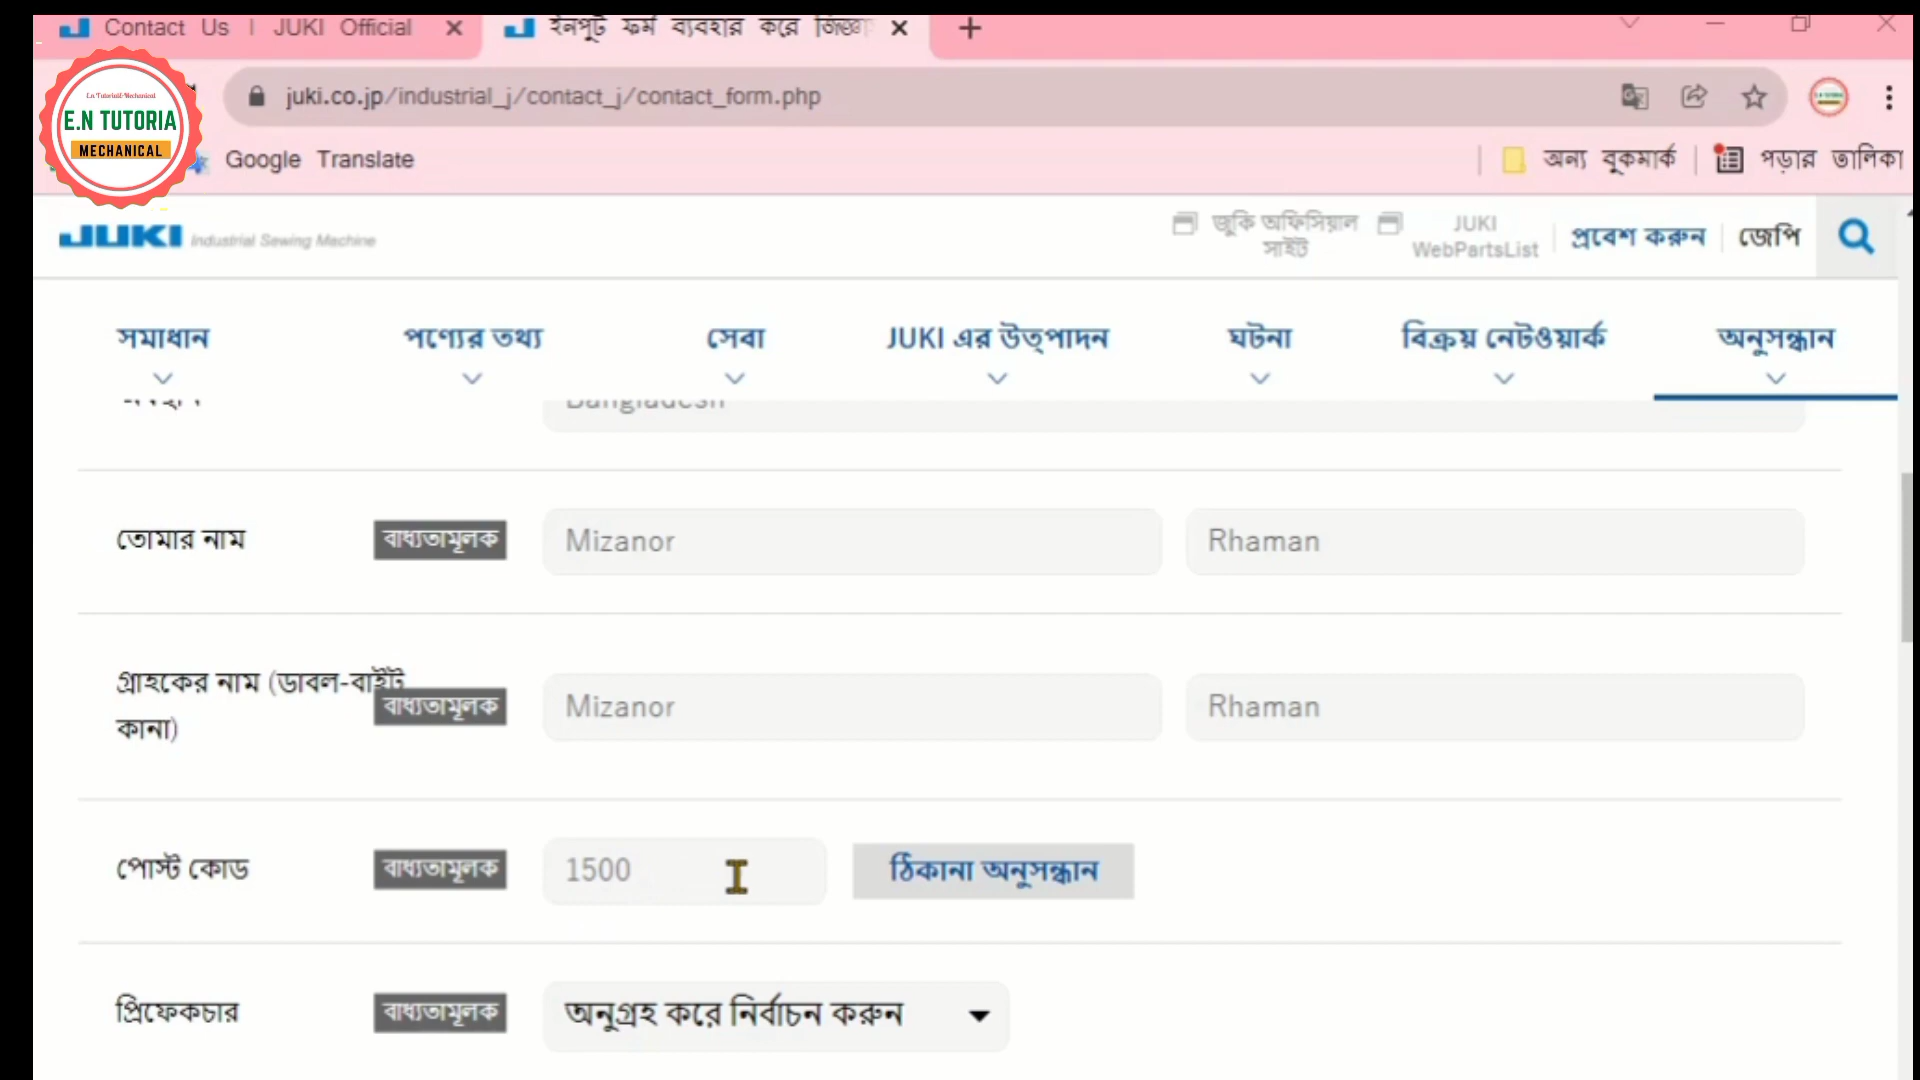 Contact Us | JUKI Official
ইনপুট ফর্ম ব্যবহার করে জিজ্ঞা
juki.co.jp/industrial_j/contact_j/contact_form.php
E.n Tutorial-Mechanical
E.N TUTORIA
MECHANICAL
Google Translate
অন্য বুকমার্ক
পড়ার তালিকা
JUKI Industrial Sewing Machine
জুকি অফিসিয়াল সাইট
JUKI WebPartsList
প্রবেশ করুন
জেপি
সমাধান
পণ্যের তথ্য
সেবা
JUKI এর উত্পাদন
ঘটনা
বিক্রয় নেটওয়ার্ক
অনুসন্ধান
Bangladesh
তোমার নাম
বাধ্যতামূলক
Mizanor
Rhaman
গ্রাহকের নাম (ডাবল-বাইট
কানা)
বাধ্যতামূলক
Mizanor
Rhaman
পোস্ট কোড
বাধ্যতামূলক
1500
ঠিকানা অনুসন্ধান
প্রিফেকচার
বাধ্যতামূলক
অনুগ্রহ করে নির্বাচন করুন